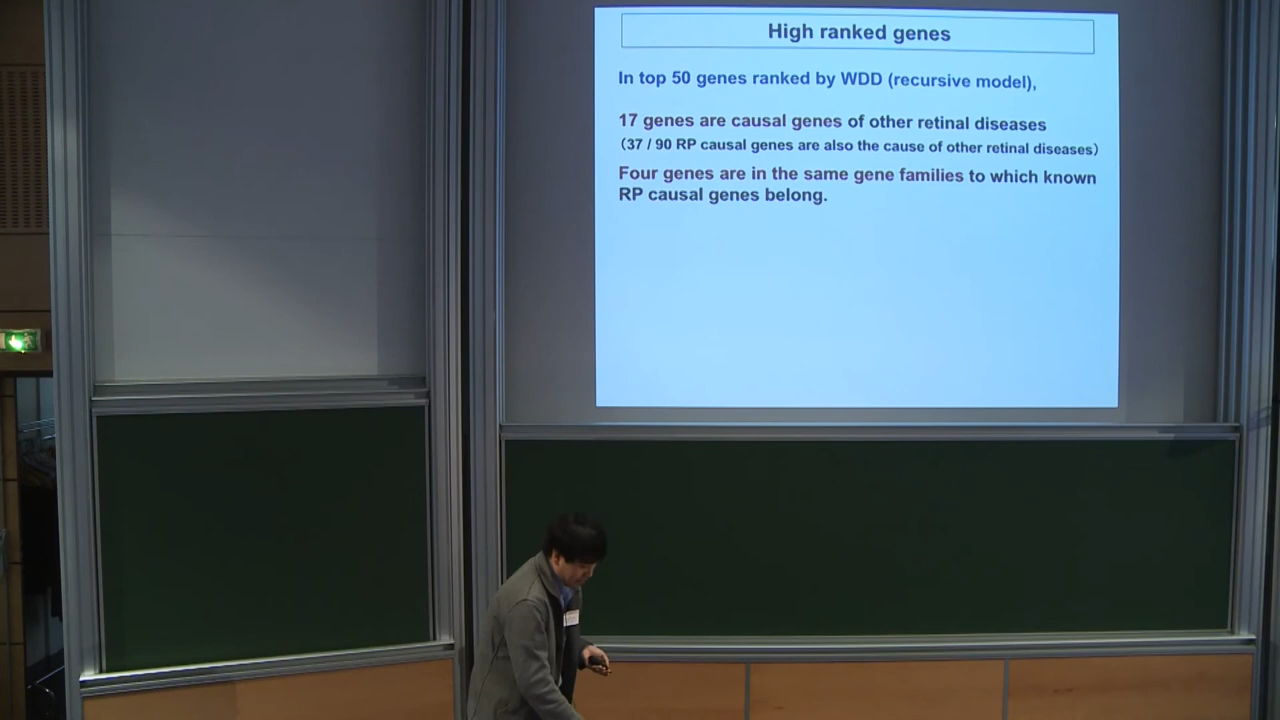 High ranked genes
In top 50 genes ranked by WDD (recursive model),
17 genes are causal genes of other retinal diseases
(37 / 90 RP causal genes are also the cause of other retinal diseases)
Four genes are in the same gene families to which known
RP causal genes belong.